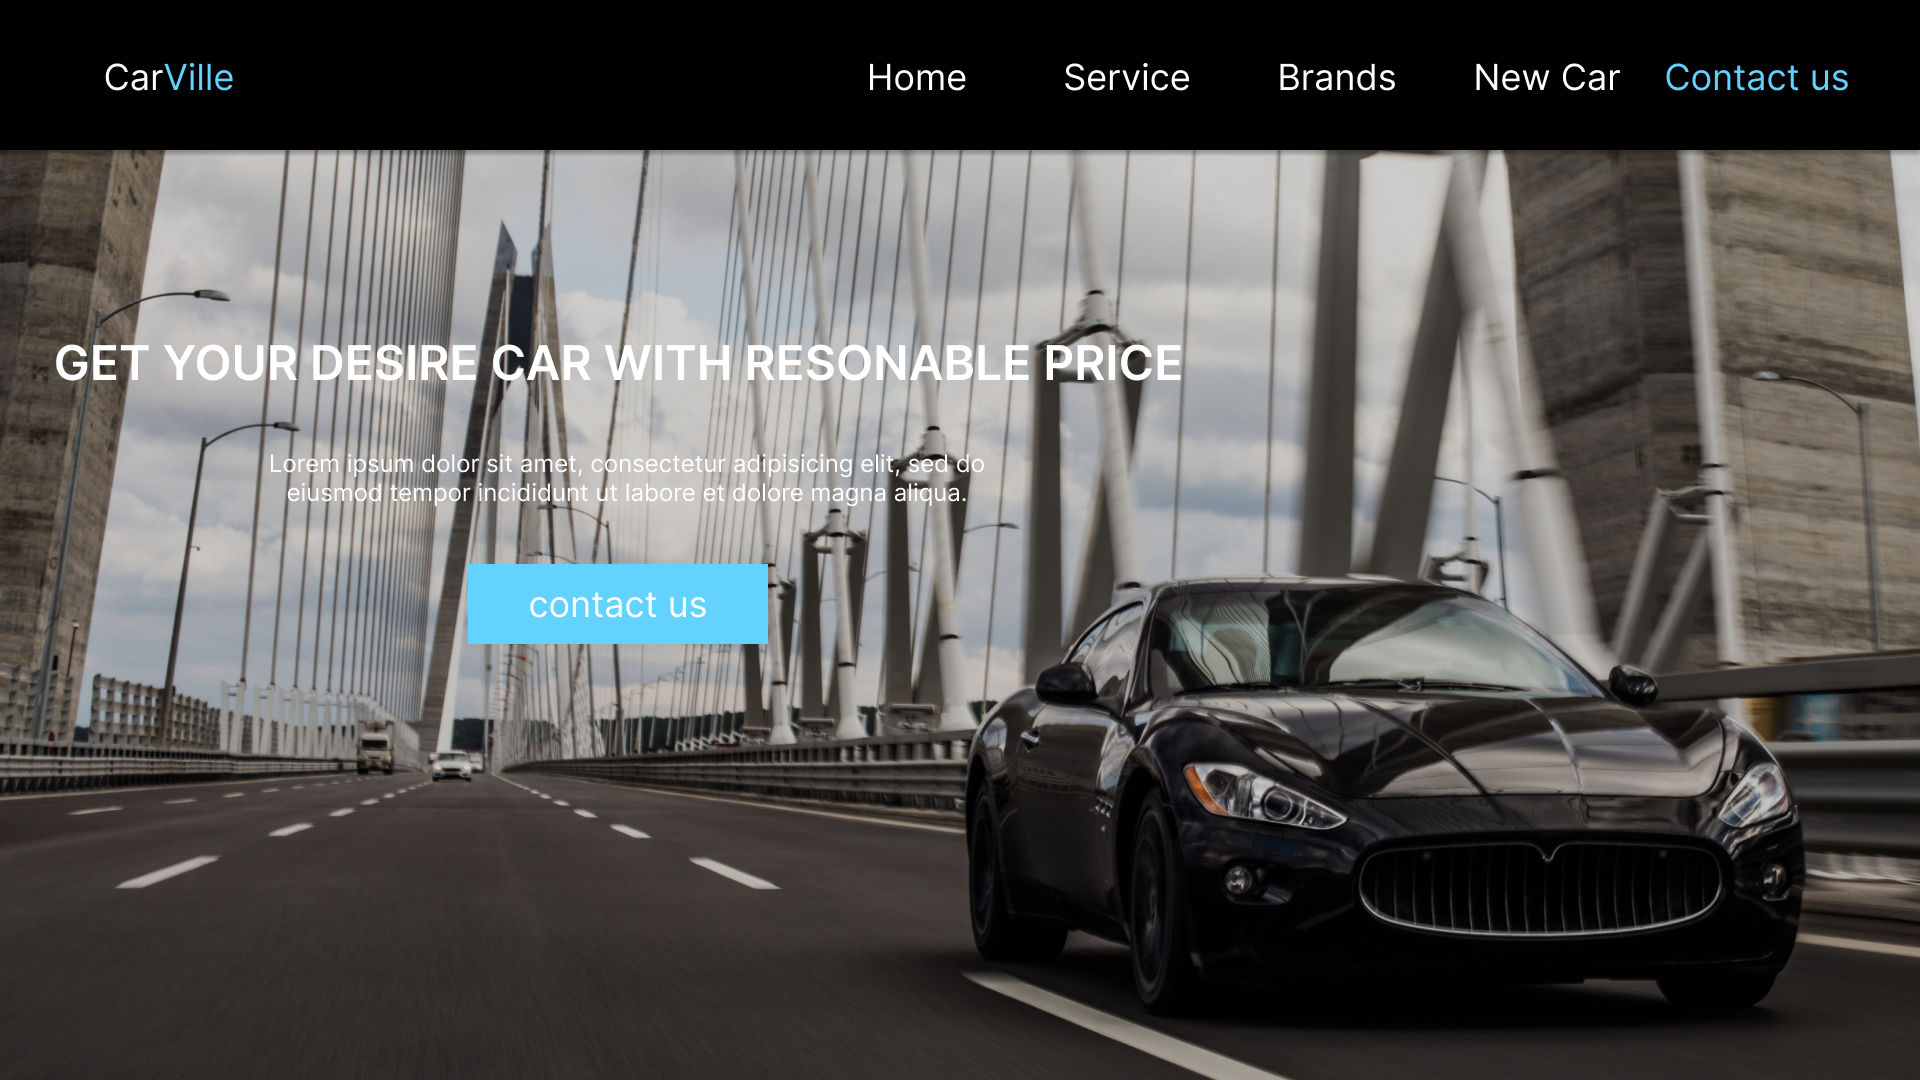 CarVille
Home Service Brands New Car Contact us
GET YOUR DESIRE CAR WITH RESONABLE PRICE
Lorem ipsum dolor sit amet, consectetur adipisicing elit, sed do
eiusmod tempor incididunt ut labore et dolore magna aliqua.
contact us